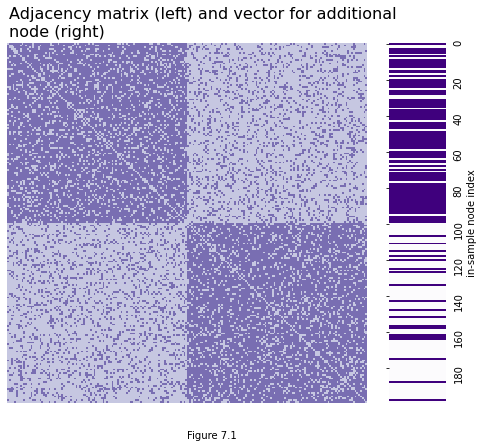 Adjacency matrix (left) and vector for additional
node (right)
0
20
40
60
80
100
120
140
160
180
in-sample node index
Figure 7.1